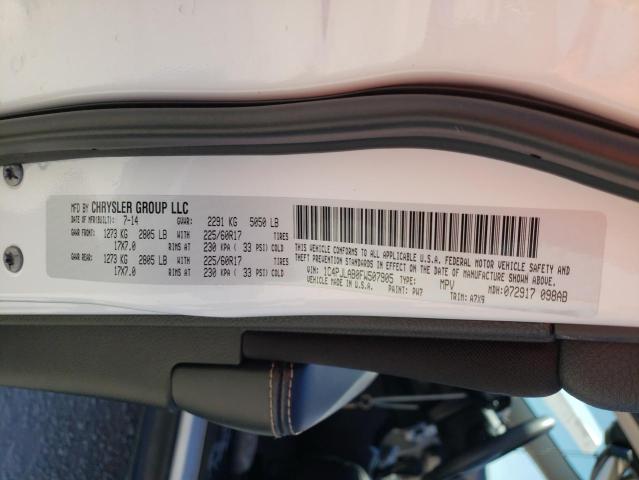 MFD BY CHRYSLER GROUP LLC
DATE OF MFR(BUILT): 7-14 GVWR: 2291 KG 5050 LB
GAWR FRONT: 1273 KG 2805 LB WITH 225/60R17 TIRES
17X7.0 RIMS AT 230 KPA ( 33 PSI) COLD
GAWR REAR: 1273 KG 2805 LB WITH 225/60R17 TIRES
17X7.0 RIMS AT 230 KPA ( 33 PSI) COLD
THIS VEHICLE CONFORMS TO ALL APPLICABLE U.S.A. FEDERAL MOTOR VEHICLE SAFETY AND
THEFT PREVENTION STANDARDS IN EFFECT ON THE DATE OF MANUFACTURE SHOWN ABOVE.
VIN: 1C4PJLAB0FW507905 MPV MDH: 072917 098AB
VEHICLE MADE IN U.S.A. PAINT: PW7 TRIM: A7X9